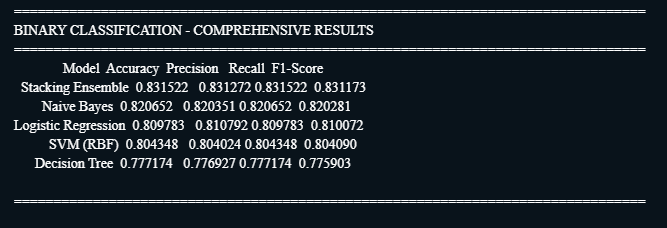 ================================================================================
BINARY CLASSIFICATION - COMPREHENSIVE RESULTS
================================================================================
Model Accuracy Precision Recall F1-Score
Stacking Ensemble 0.831522 0.831272 0.831522 0.831173
Naive Bayes 0.820652 0.820351 0.820652 0.820281
Logistic Regression 0.809783 0.810792 0.809783 0.810072
SVM (RBF) 0.804348 0.804024 0.804348 0.804090
Decision Tree 0.777174 0.776927 0.777174 0.775903
================================================================================